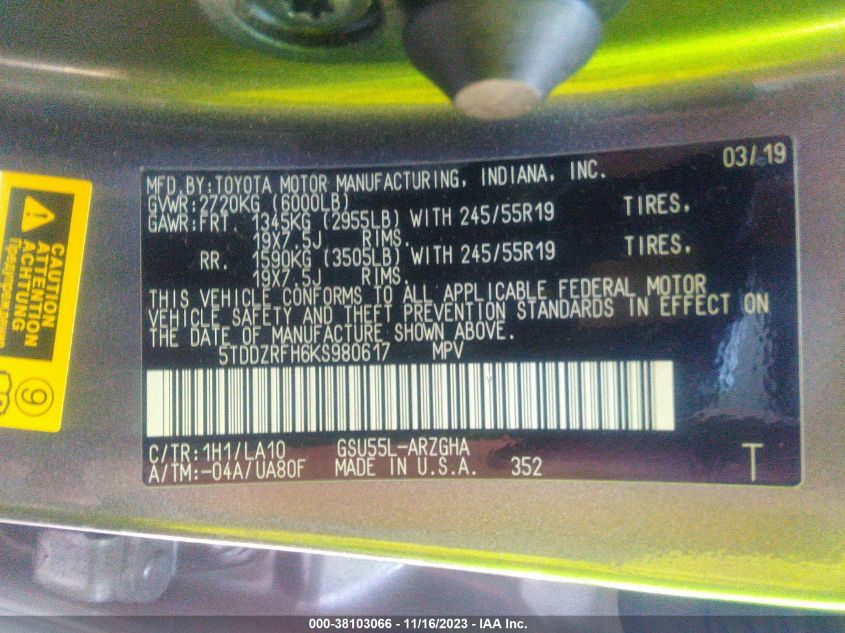 03/19
MFD.BY:TOYOTA MOTOR MANUFACTURING, INDIANA, INC.
GVWR:2720KG (6000LB)
GAWR:FRT. 1345KG (2955LB) WITH 245/55R19 TIRES.
19X7.5J RIMS.
RR. 1590KG (3505LB) WITH 245/55R19 TIRES.
19X7.5J RIMS.
THIS VEHICLE CONFORMS TO ALL APPLICABLE FEDERAL MOTOR
VEHICLE SAFETY AND THEFT PREVENTION STANDARDS IN EFFECT ON
THE DATE OF MANUFACTURE SHOWN ABOVE.
5TDDZRFH6KS980617 MPV
C/TR:1H1/LA10 GSU55L-ARZGHA
A/TM:-04A/UA80F MADE IN U.S.A. 352
T
CAUTION
ATTENTION
ACHTUNG
9
000-38103066 - 11/16/2023 - IAA Inc.